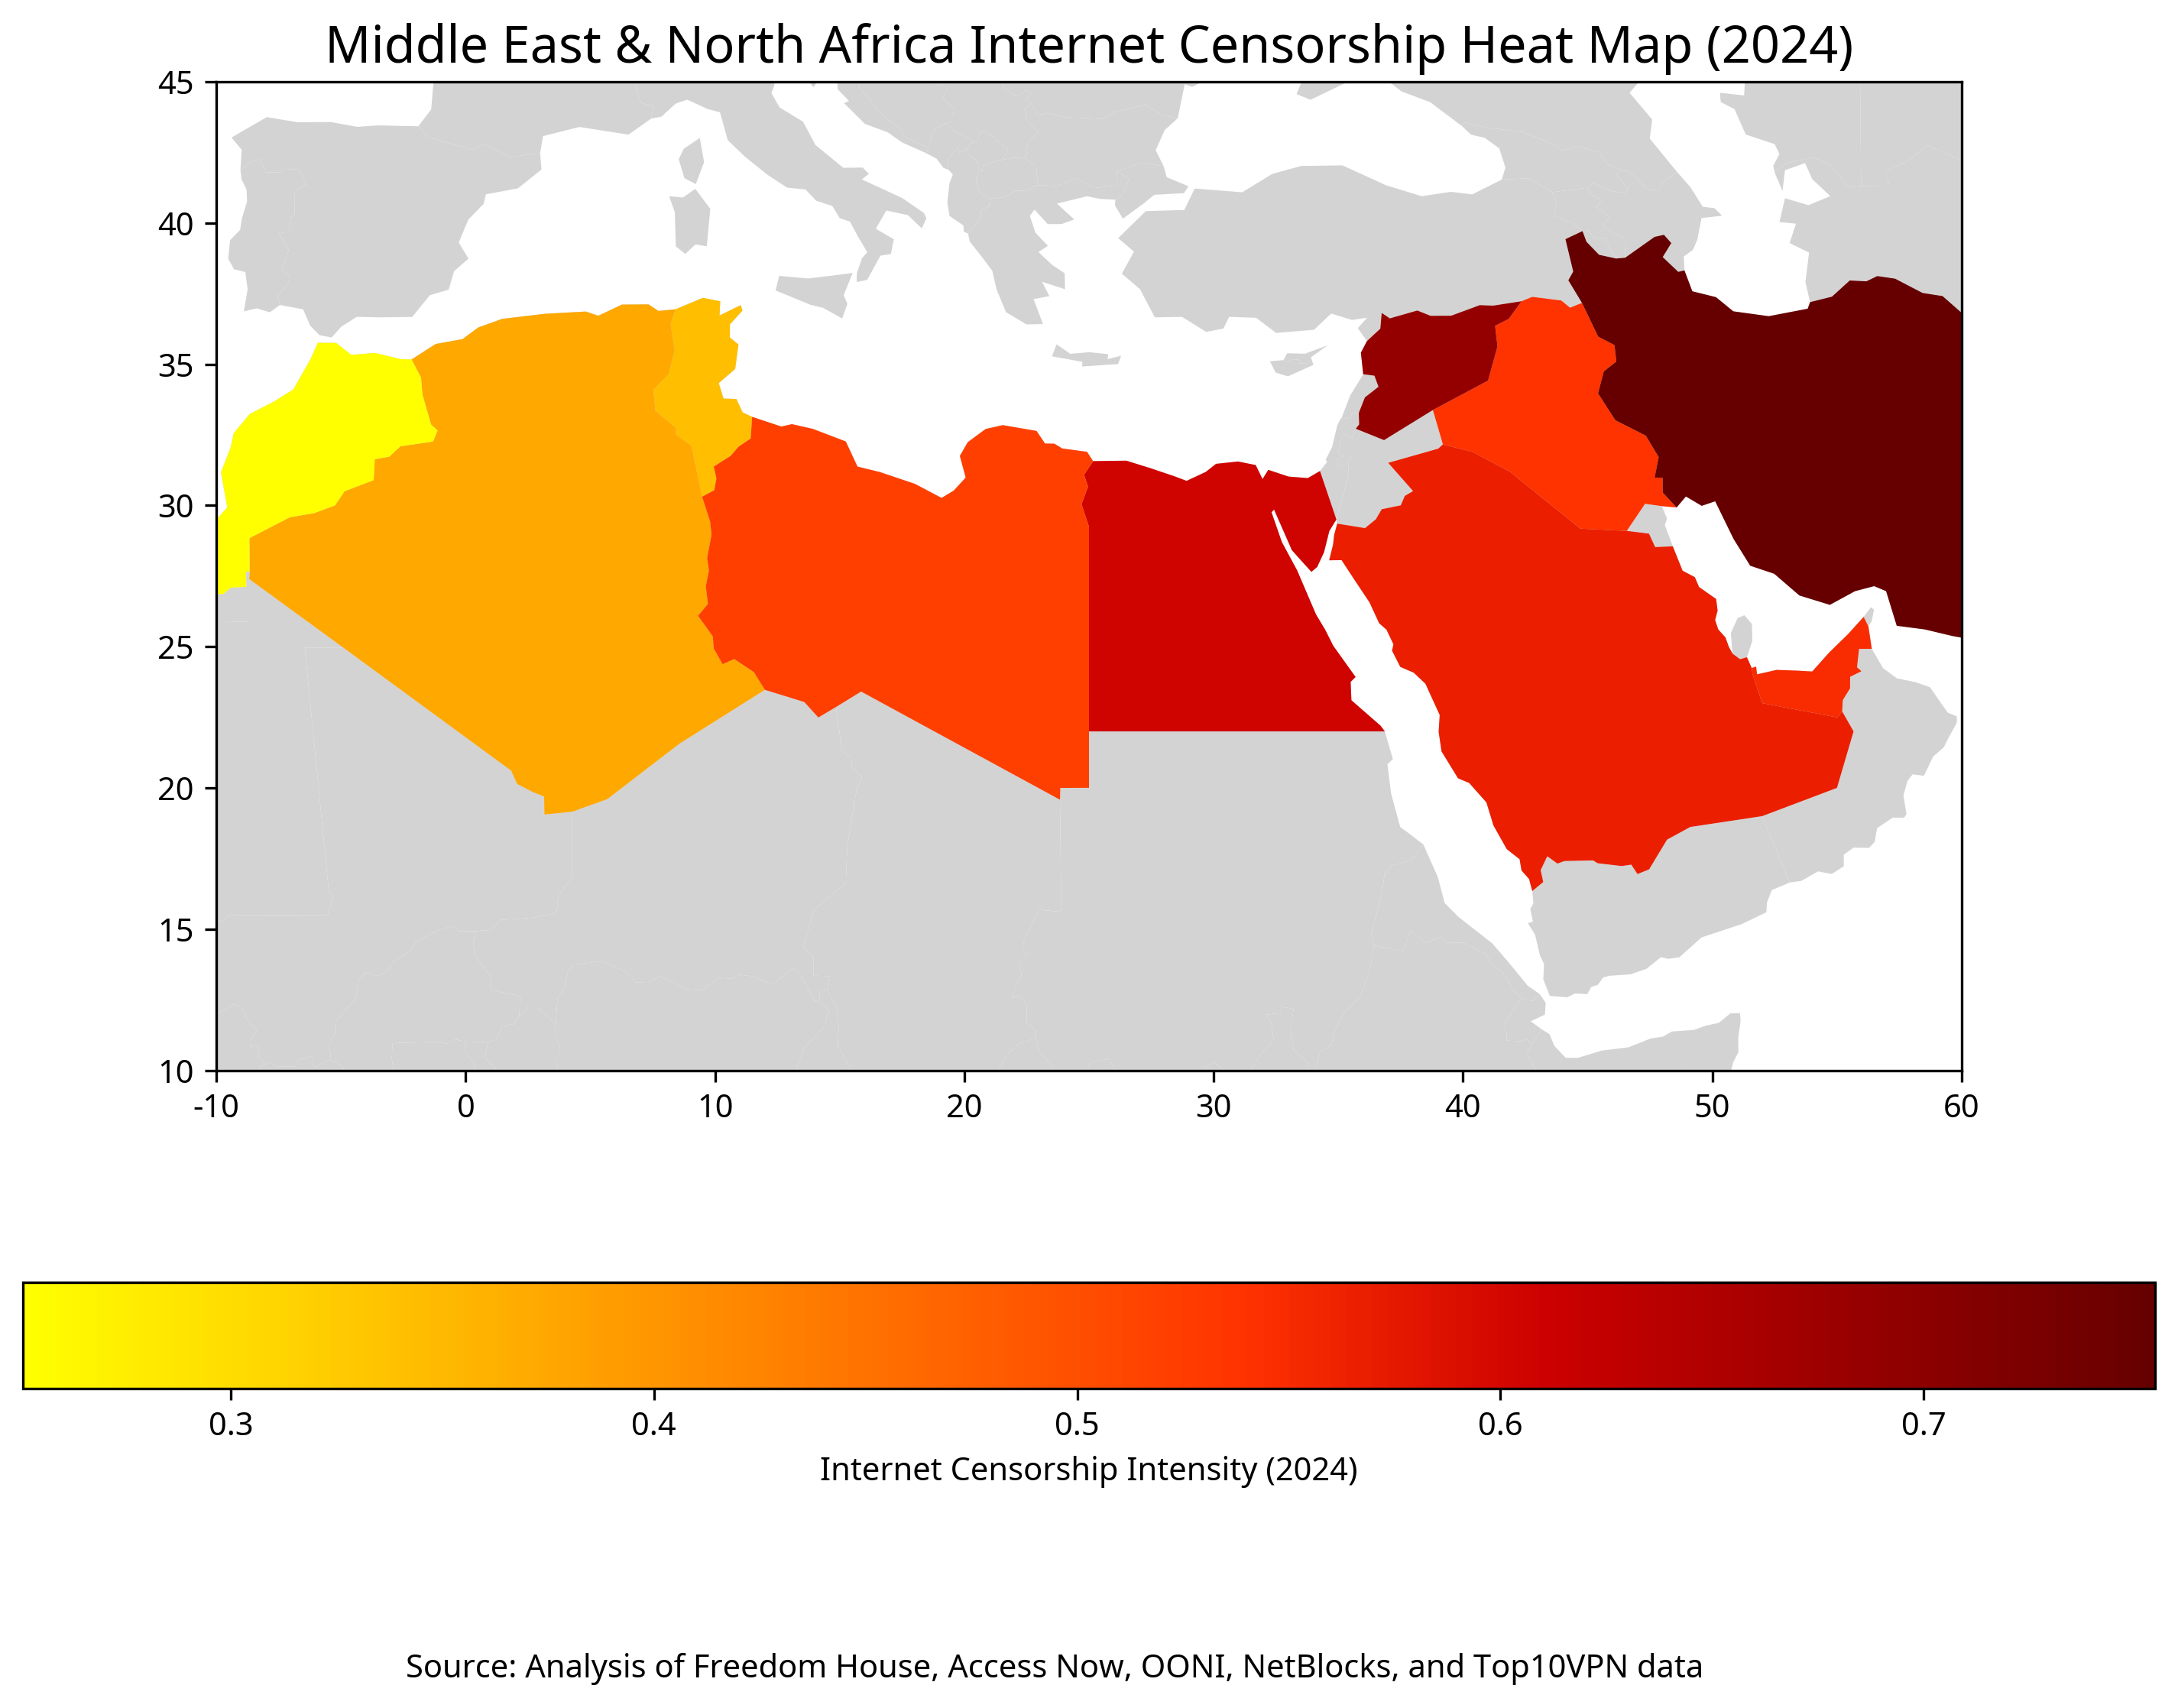 Middle East & North Africa Internet Censorship Heat Map (2024)
45
40
35
30
25
20
15
10
-10 0 10 20 30 40 50 60
0.3 0.4 0.5 0.6 0.7
Internet Censorship Intensity (2024)
Source: Analysis of Freedom House, Access Now, OONI, NetBlocks, and Top10VPN data